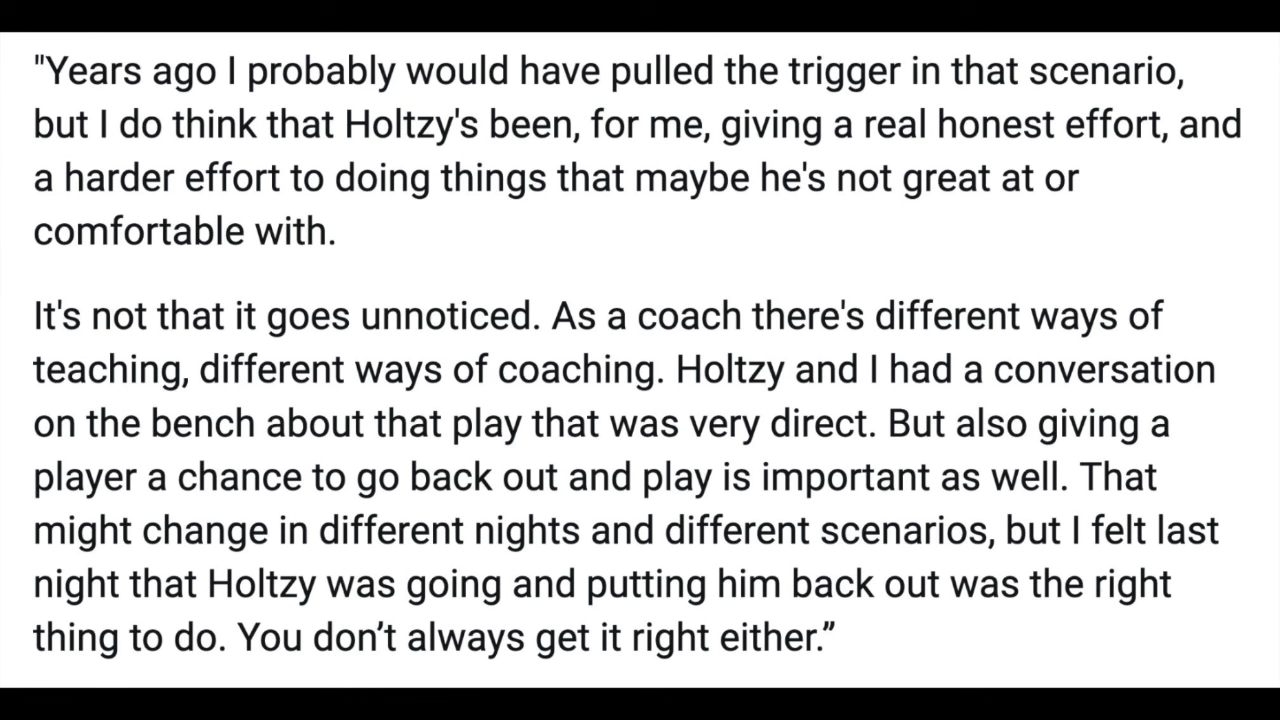 "Years ago I probably would have pulled the trigger in that scenario,
but I do think that Holtzy's been, for me, giving a real honest effort, and
a harder effort to doing things that maybe he's not great at or
comfortable with.
It's not that it goes unnoticed. As a coach there's different ways of
teaching, different ways of coaching. Holtzy and I had a conversation
on the bench about that play that was very direct. But also giving a
player a chance to go back out and play is important as well. That
might change in different nights and different scenarios, but I felt last
night that Holtzy was going and putting him back out was the right
thing to do. You don’t always get it right either.”